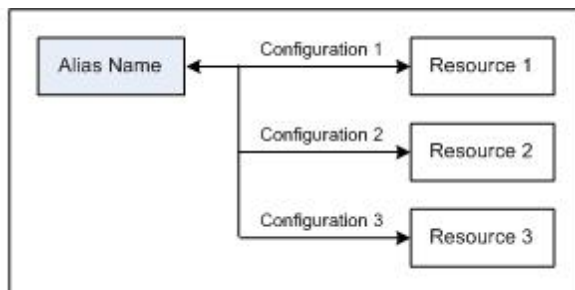 Alias Name
Configuration 1
Resource 1
Configuration 2
Resource 2
Configuration 3
Resource 3